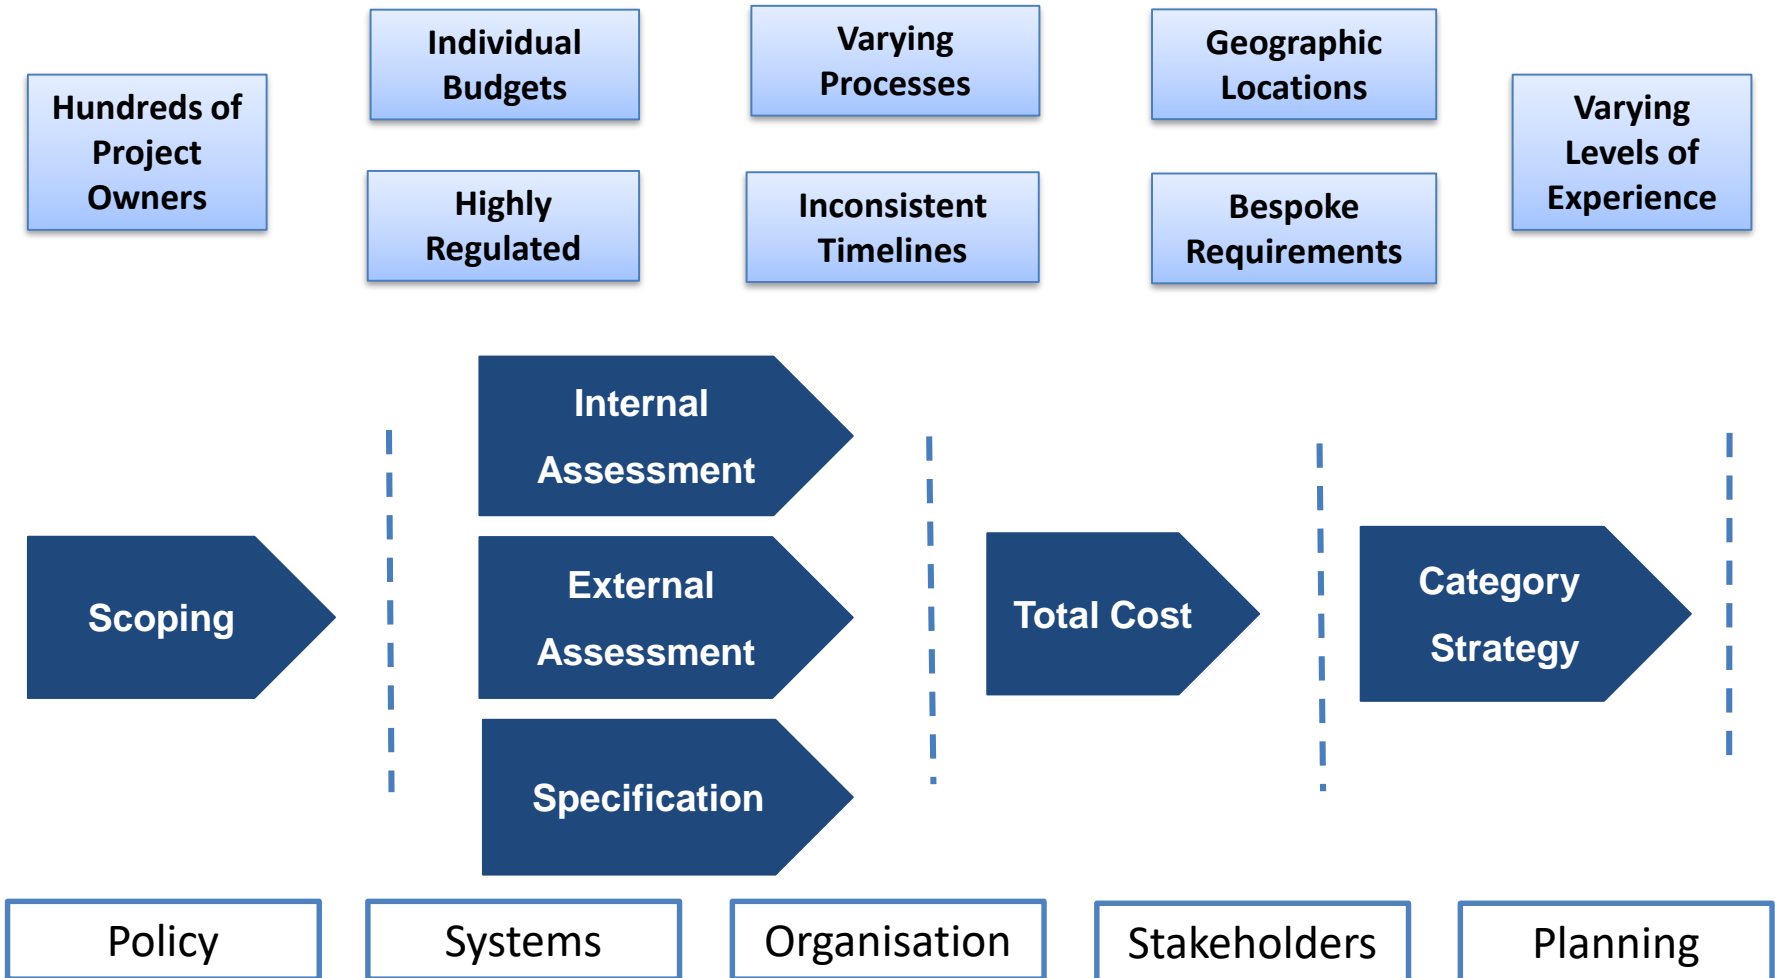 Hundreds of
Project
Owners
Individual
Budgets
Varying
Processes
Geographic
Locations
Varying
Levels of
Experience
Highly
Regulated
Inconsistent
Timelines
Bespoke
Requirements
Scoping
Internal
Assessment
External
Assessment
Specification
Total Cost
Category
Strategy
Policy
Systems
Organisation
Stakeholders
Planning